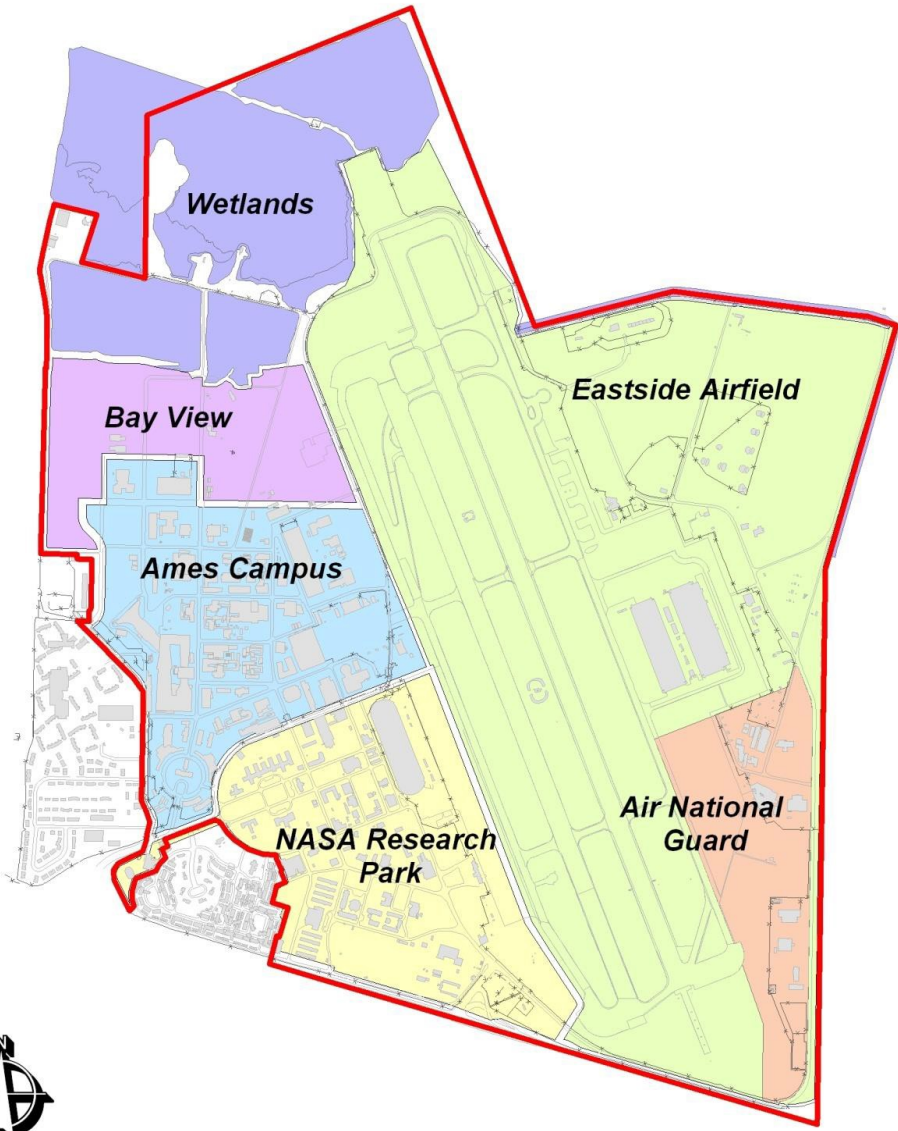 Wetlands
Eastside Airfield
Bay View
Ames Campus
Air National
Guard
NASA Research
Park
N